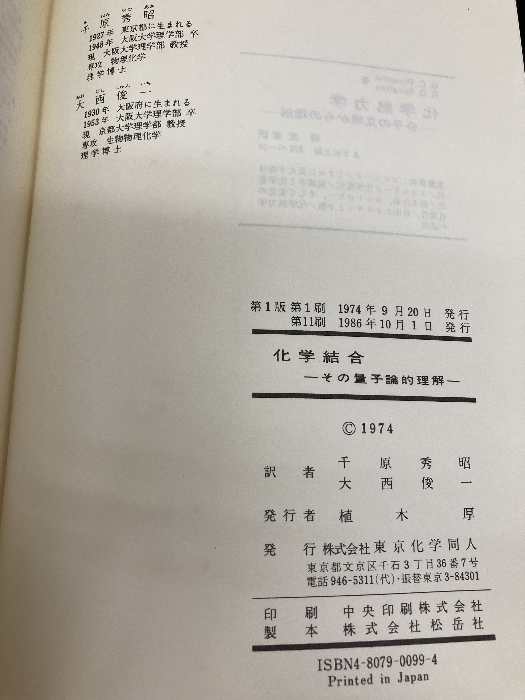 千原秀昭
1927年 東京都に生まれる
1948年 大阪大学理学部 卒
現 大阪大学理学部 教授
専攻 物理化学
理学博士
大西俊一
1930年 大阪府に生まれる
1953年 大阪大学理学部 卒
現 京都大学理学部 教授
専攻 生物物理化学
理学博士
第1版 第1刷 1974年9月20日 発行
第11刷 1986年10月1日 発行
化学結合
—その量子論的理解—
© 1974
訳者 千原秀昭
大西俊一
発行者 植木厚
発行 株式会社 東京化学同人
東京都文京区千石3丁目36番7号
電話 946-5311(代)・振替東京3-84301
印刷 中央印刷株式会社
製本 株式会社松岳社
ISBN4-8079-0099-4
Printed in Japan